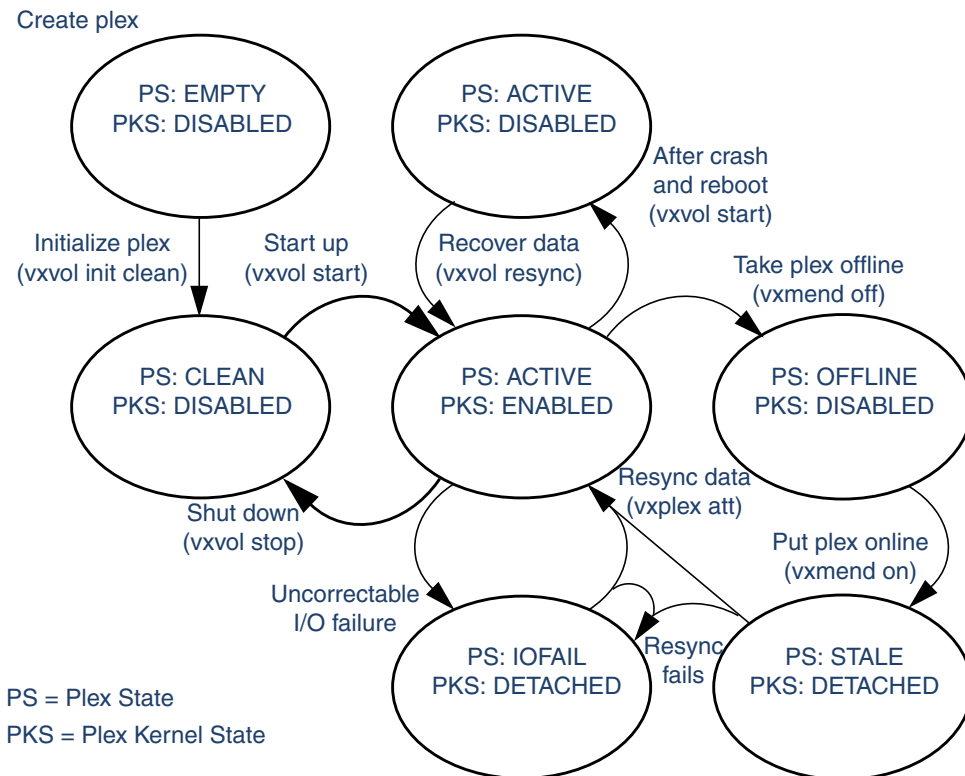 Create plex
PS: EMPTY
PKS: DISABLED
PS: ACTIVE
PKS: DISABLED
After crash
and reboot
(vxvol start)
Initialize plex
(vxvol init clean)
Start up
(vxvol start)
Recover data
(vxvol resync)
Take plex offline
(vxmend off)
PS: CLEAN
PKS: DISABLED
PS: ACTIVE
PKS: ENABLED
PS: OFFLINE
PKS: DISABLED
Shut down
(vxvol stop)
Resync data
(vxplex att)
Put plex online
(vxmend on)
Uncorrectable
I/O failure
PS: IOFAIL
PKS: DETACHED
Resync
fails
PS: STALE
PKS: DETACHED
PS = Plex State
PKS = Plex Kernel State